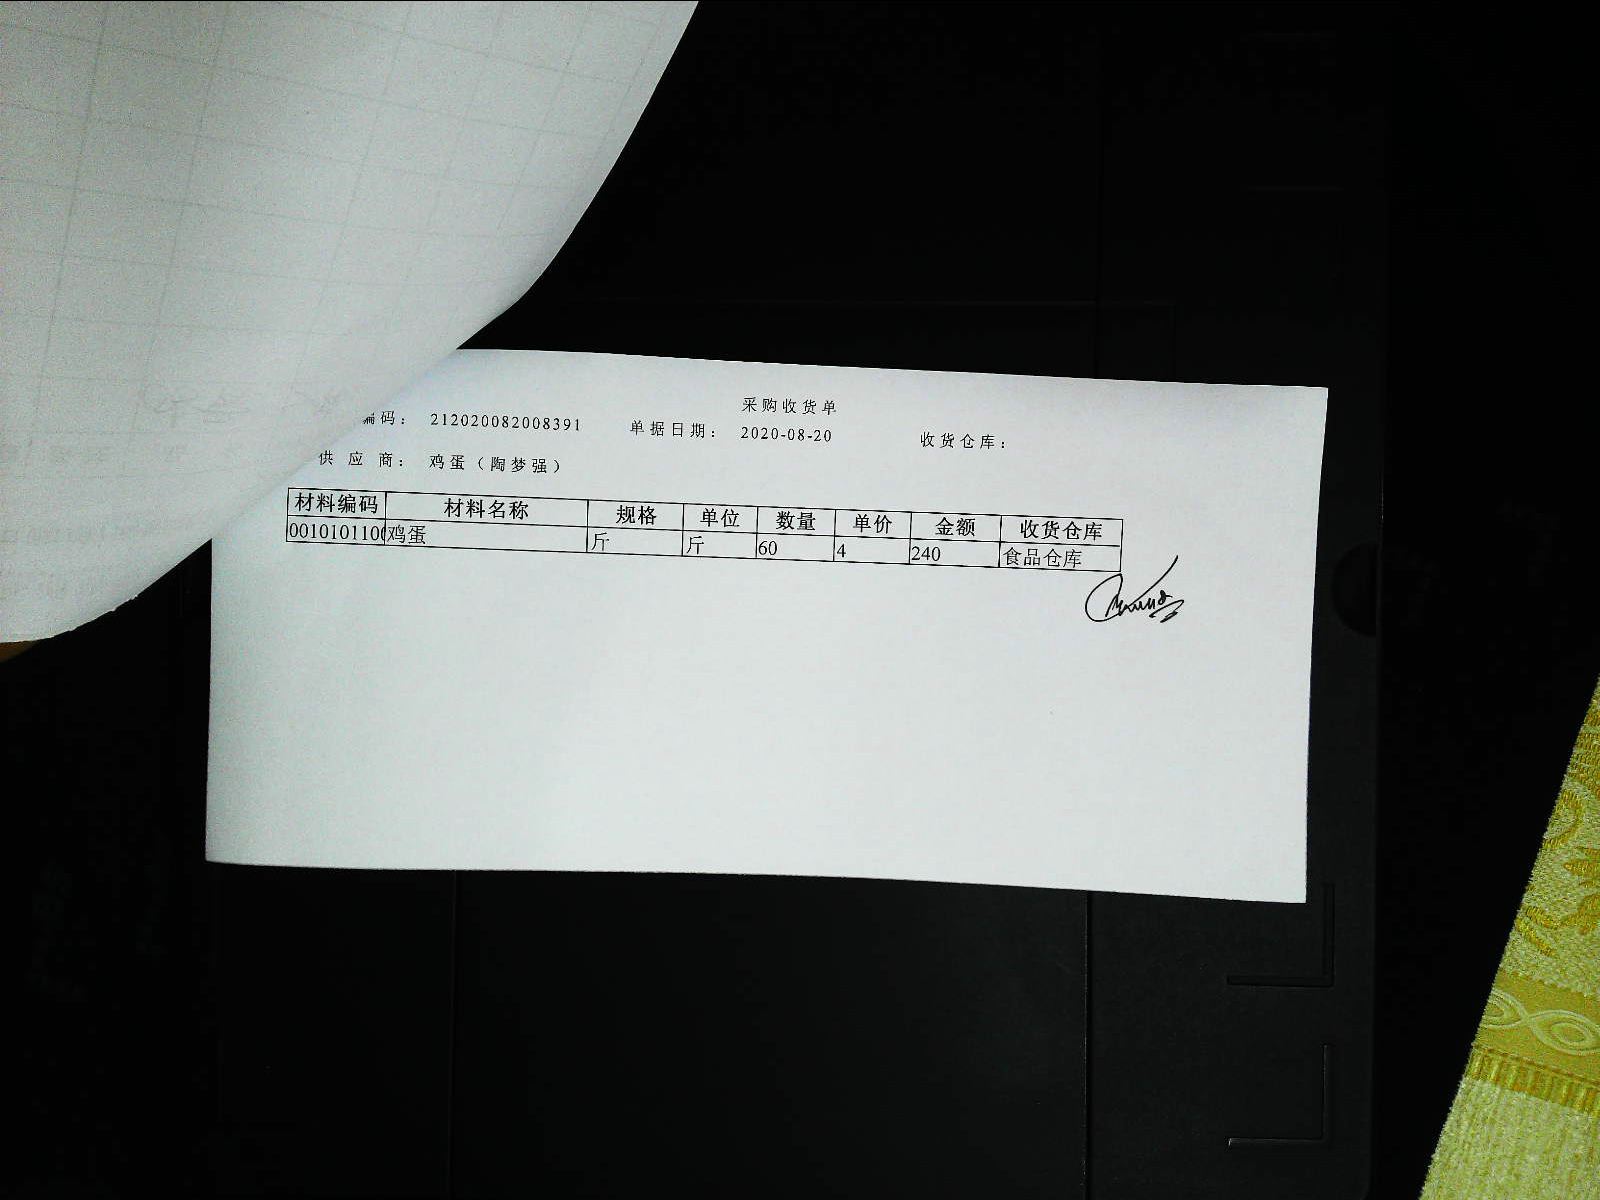 采购收货单
编码： 212020082008391 单据日期： 2020-08-20 收货仓库：
供 应 商： 鸡蛋（陶梦强）
材料编码 材料名称 规格 单位 数量 单价 金额 收货仓库
0010101100 鸡蛋 斤 斤 60 4 240 食品仓库